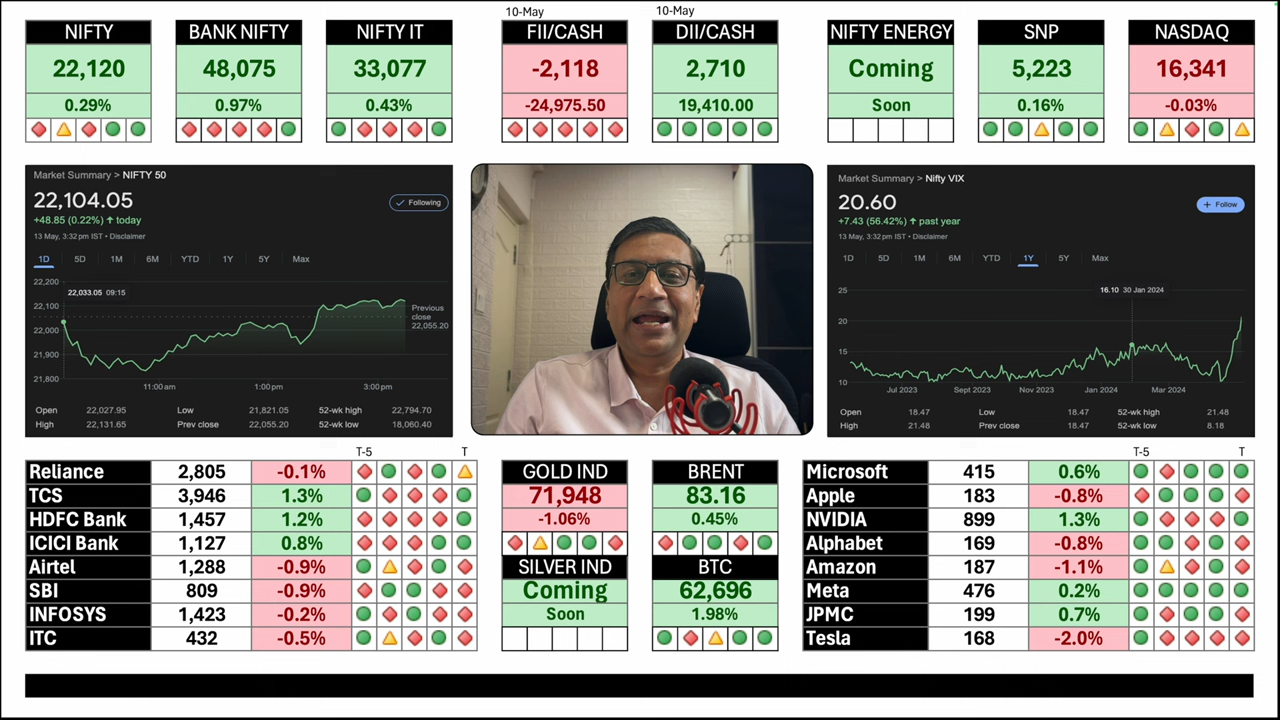 10-May
10-May
NIFTY
BANK NIFTY
NIFTY IT
FII/CASH
DII/CASH
NIFTY ENERGY
SNP
NASDAQ
22,120
48,075
33,077
-2,118
2,710
Coming
5,223
16,341
0.29%
0.97%
0.43%
-24,975.50
19,410.00
Soon
0.16%
-0.03%
Market Summary > NIFTY 50
22,104.05
Following
+48.85 (0.22%) ↑ today
13 May, 3:32 pm IST • Disclaimer
1D 5D 1M 6M YTD 1Y 5Y Max
22,200
22,033.05 09:15
22,100
Previous
close
22,055.20
22,000
21,900
21,800
11:00 am 1:00 pm 3:00 pm
Open 22,027.95 Low 21,821.05 52-wk high 22,794.70
High 22,131.65 Prev close 22,055.20 52-wk low 18,060.40
Market Summary > Nifty VIX
20.60
+ Follow
+7.43 (56.42%) ↑ past year
13 May, 3:32 pm IST • Disclaimer
1D 5D 1M 6M YTD 1Y 5Y Max
16.10 30 Jan 2024
25
20
15
10
Jul 2023 Sept 2023 Nov 2023 Jan 2024 Mar 2024
Open 18.47 Low 18.47 52-wk high 21.48
High 21.48 Prev close 18.47 52-wk low 8.18
T-5 T
Reliance 2,805 -0.1%
TCS 3,946 1.3%
HDFC Bank 1,457 1.2%
ICICI Bank 1,127 0.8%
Airtel 1,288 -0.9%
SBI 809 -0.9%
INFOSYS 1,423 -0.2%
ITC 432 -0.5%
GOLD IND
71,948
-1.06%
SILVER IND
Coming
Soon
BRENT
83.16
0.45%
BTC
62,696
1.98%
T-5 T
Microsoft 415 0.6%
Apple 183 -0.8%
NVIDIA 899 1.3%
Alphabet 169 -0.8%
Amazon 187 -1.1%
Meta 476 0.2%
JPMC 199 0.7%
Tesla 168 -2.0%